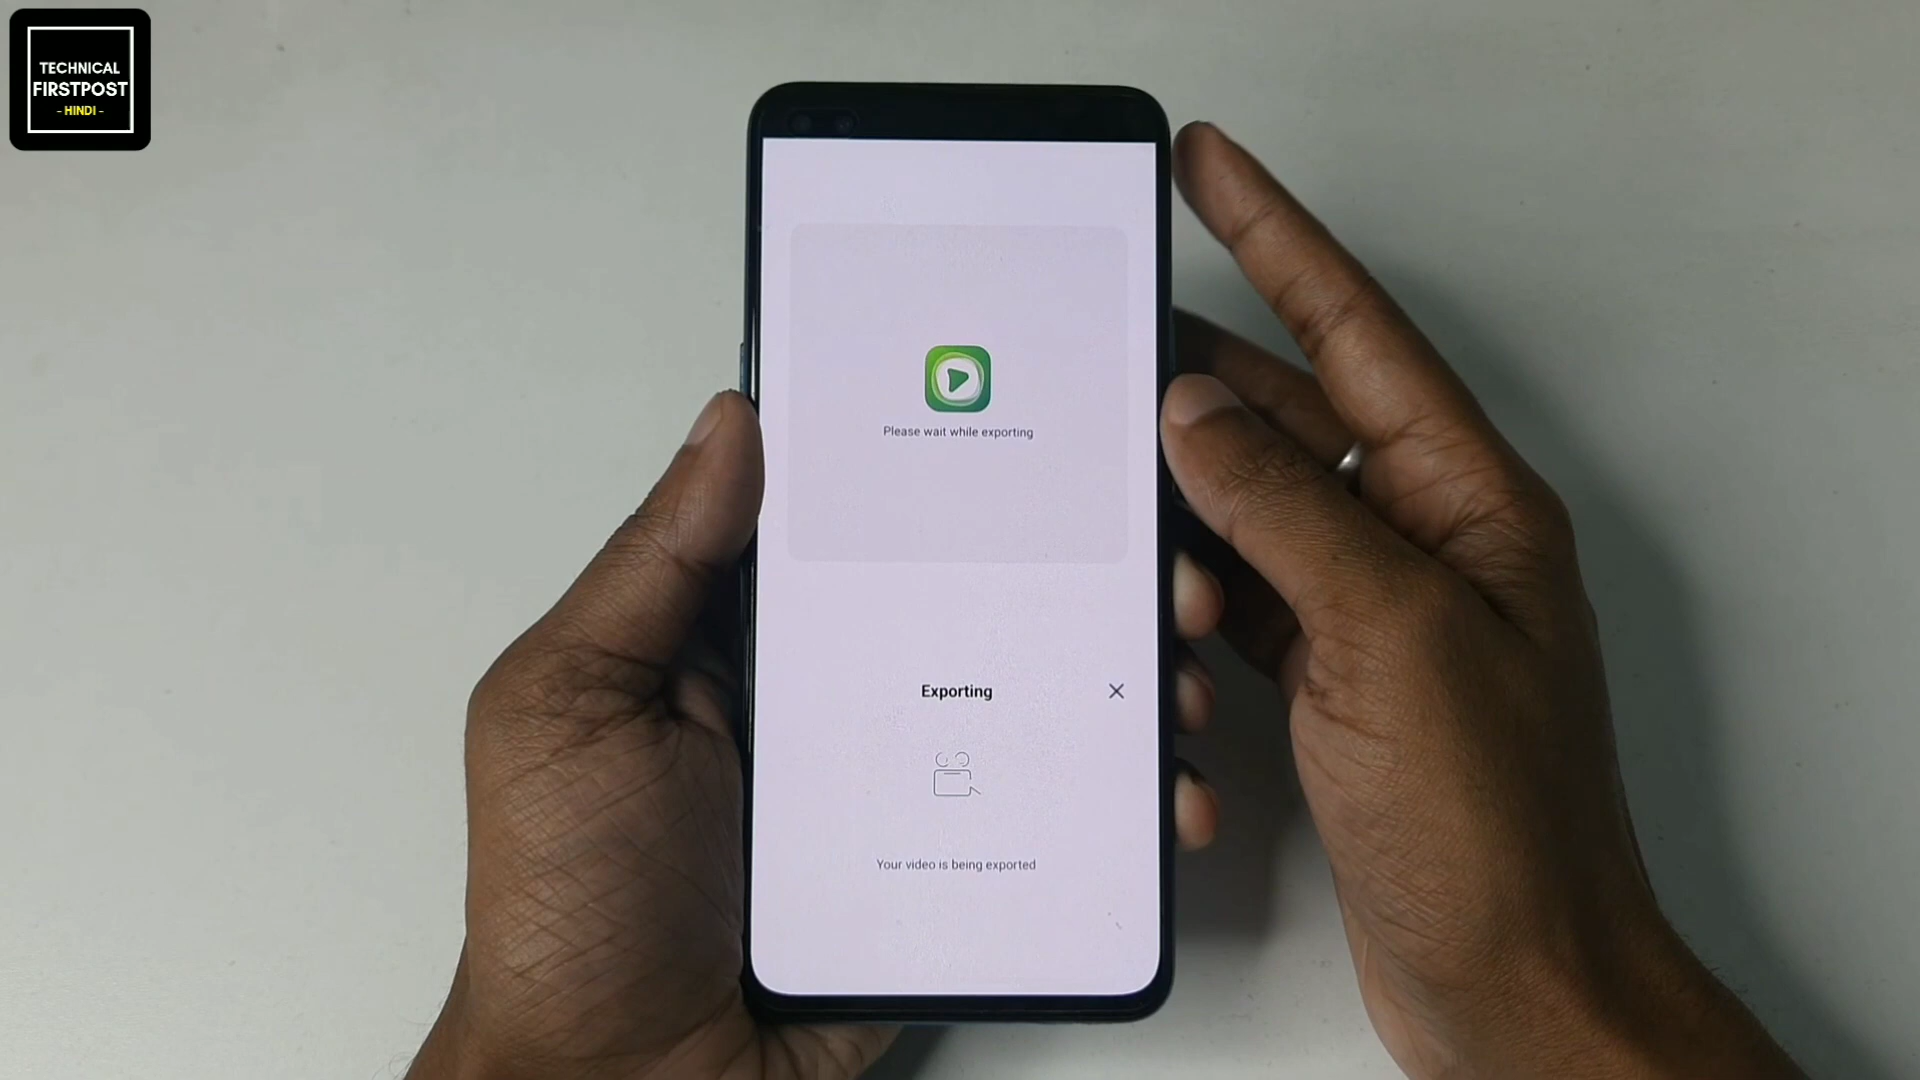 TECHNICAL
FIRSTPOST
- HINDI -
Please wait while exporting
Exporting
Your video is being exported